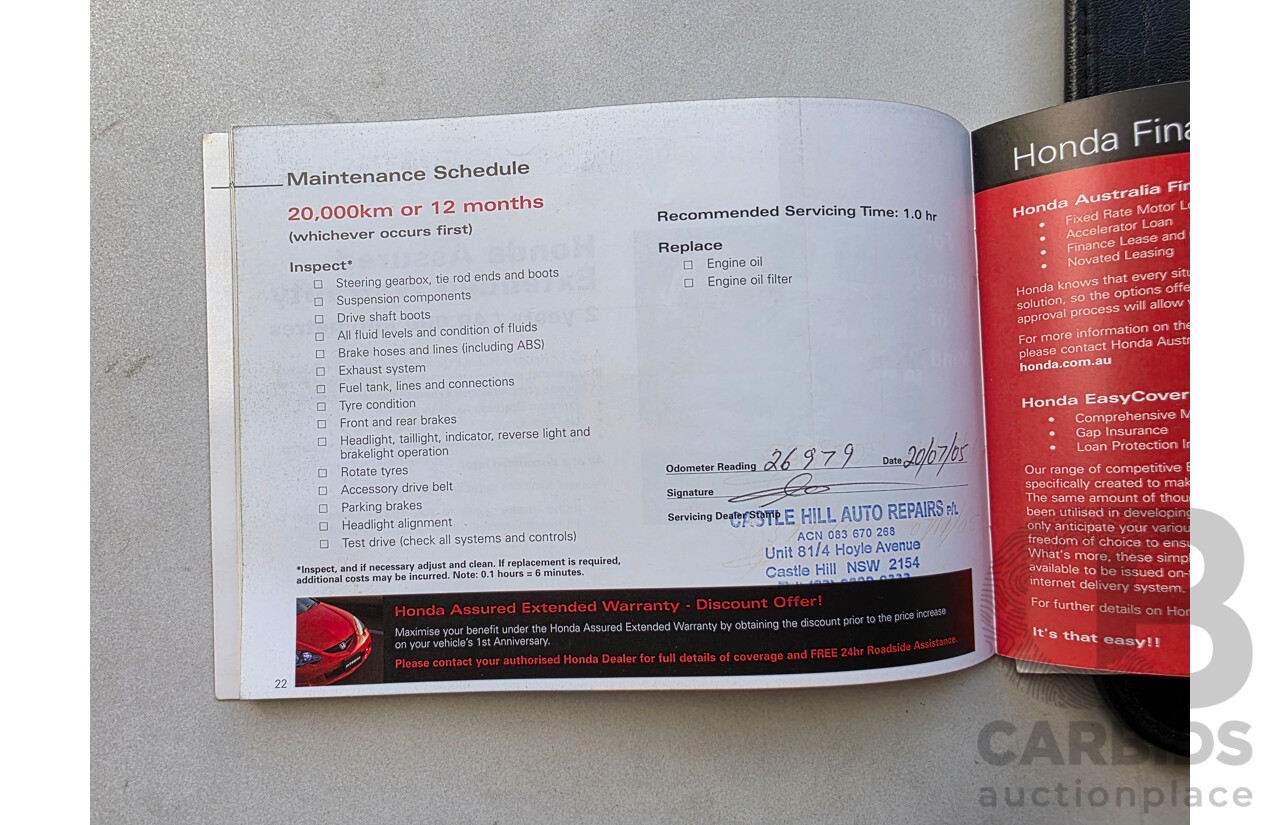 Maintenance Schedule
20,000km or 12 months
(whichever occurs first)
Inspect*
Steering gearbox, tie rod ends and boots
Suspension components
Drive shaft boots
All fluid levels and condition of fluids
Brake hoses and lines (including ABS)
Exhaust system
Fuel tank, lines and connections
Tyre condition
Front and rear brakes
Headlight, taillight, indicator, reverse light and
brakelight operation
Rotate tyres
Accessory drive belt
Parking brakes
Headlight alignment
Test drive (check all systems and controls)
*Inspect, and if necessary adjust and clean. If replacement is required,
additional costs may be incurred. Note: 0.1 hours = 6 minutes.
Recommended Servicing Time: 1.0 hr
Replace
Engine oil
Engine oil filter
Odometer Reading 26979 Date 20/07/05
Signature
Servicing Dealer Stamp
CASTLE HILL AUTO REPAIRS P/L
ACN 083 670 268
Unit 81/4 Hoyle Avenue
Castle Hill NSW 2154
Honda Assured Extended Warranty - Discount Offer!
Maximise your benefit under the Honda Assured Extended Warranty by obtaining the discount prior to the price increase
on your vehicle's 1st Anniversary.
Please contact your authorised Honda Dealer for full details of coverage and FREE 24hr Roadside Assistance.
22
Honda Fina
Honda Australia Fin
Fixed Rate Motor Lo
Accelerator Loan
Finance Lease and
Novated Leasing
Honda knows that every situ
solution, so the options offe
approval process will allow
For more information on the
please contact Honda Austr
honda.com.au
Honda EasyCover
Comprehensive M
Gap Insurance
Loan Protection In
Our range of competitive
specifically created to mak
The same amount of thou
been utilised in developing
only anticipate your variou
freedom of choice to ensu
What's more, these simpl
available to be issued on-
internet delivery system.
For further details on Hon
It's that easy!!
CARBIDS
auctionplace